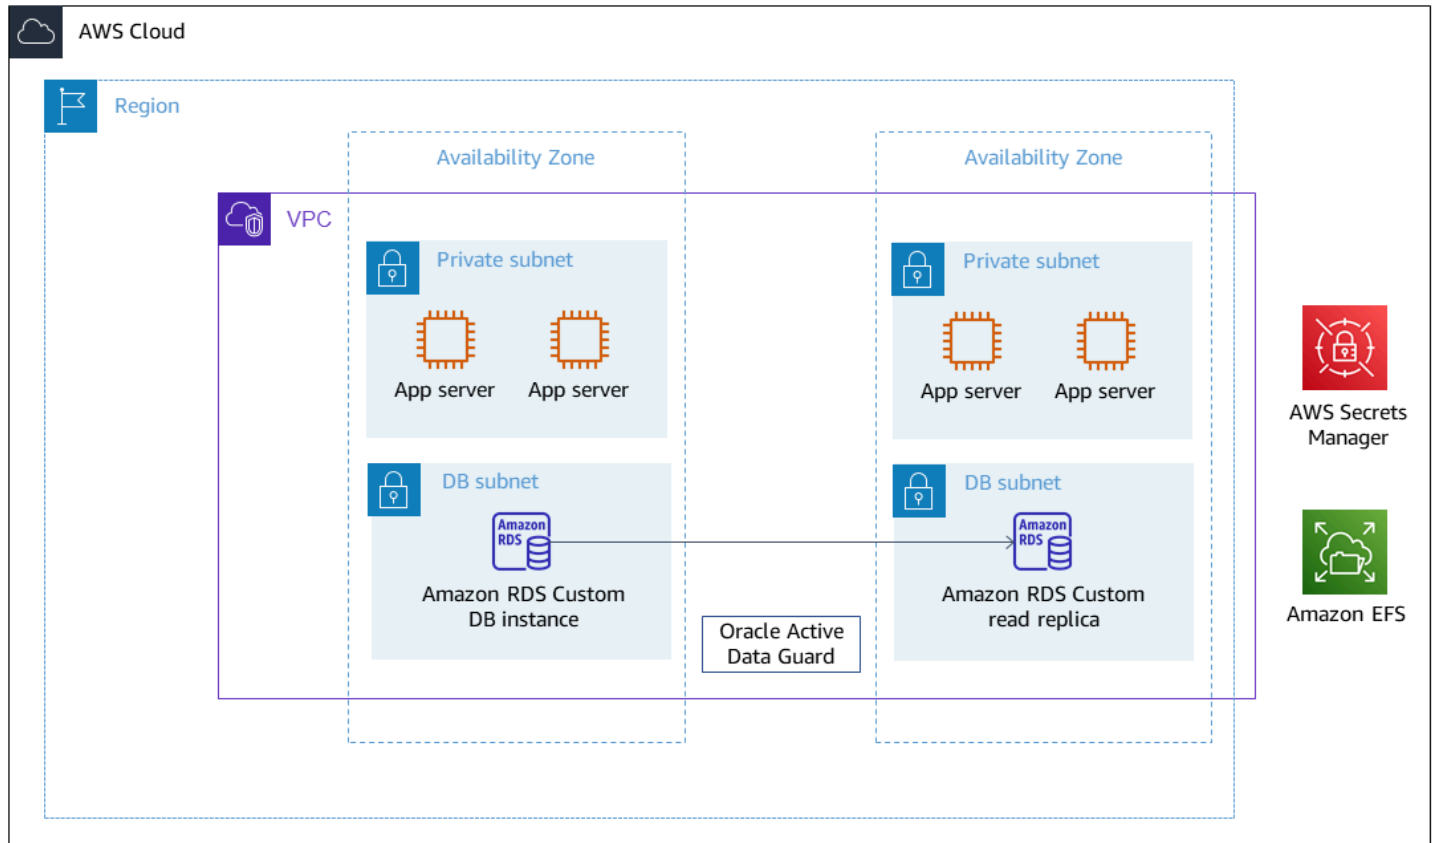 AWS Cloud
Region
Availability Zone
Availability Zone
VPC
Private subnet
Private subnet
App server
App server
App server
App server
AWS Secrets
Manager
DB subnet
DB subnet
Amazon
RDS
Amazon
RDS
Amazon RDS Custom
DB instance
Amazon RDS Custom
read replica
Amazon EFS
Oracle Active
Data Guard